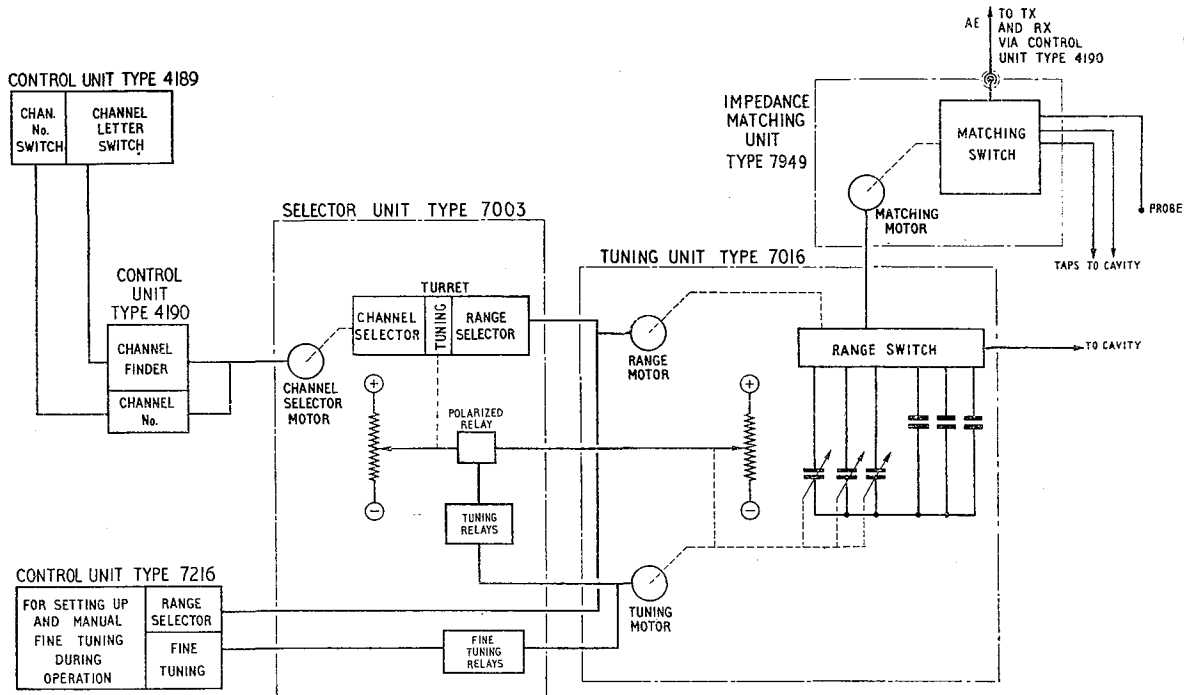 CONTROL UNIT TYPE 4189
CHAN.
No.
SWITCH
CHANNEL
LETTER
SWITCH
AE
TO TX
AND RX
VIA CONTROL
UNIT TYPE 4190
IMPEDANCE
MATCHING
UNIT
TYPE 7949
MATCHING
SWITCH
MATCHING
MOTOR
PROBE
TAPS TO CAVITY
SELECTOR UNIT TYPE 7003
TUNING UNIT TYPE 7016
CONTROL
UNIT
TYPE 4190
CHANNEL
FINDER
CHANNEL
No.
CHANNEL
SELECTOR
MOTOR
TURRET
CHANNEL
SELECTOR
TUNING
RANGE
SELECTOR
RANGE
MOTOR
RANGE SWITCH
TO CAVITY
+
POLARIZED
RELAY
+
−
TUNING
RELAYS
−
CONTROL UNIT TYPE 7216
FOR SETTING UP
AND MANUAL
FINE TUNING
DURING
OPERATION
RANGE
SELECTOR
FINE
TUNING
FINE
TUNING
RELAYS
TUNING
MOTOR